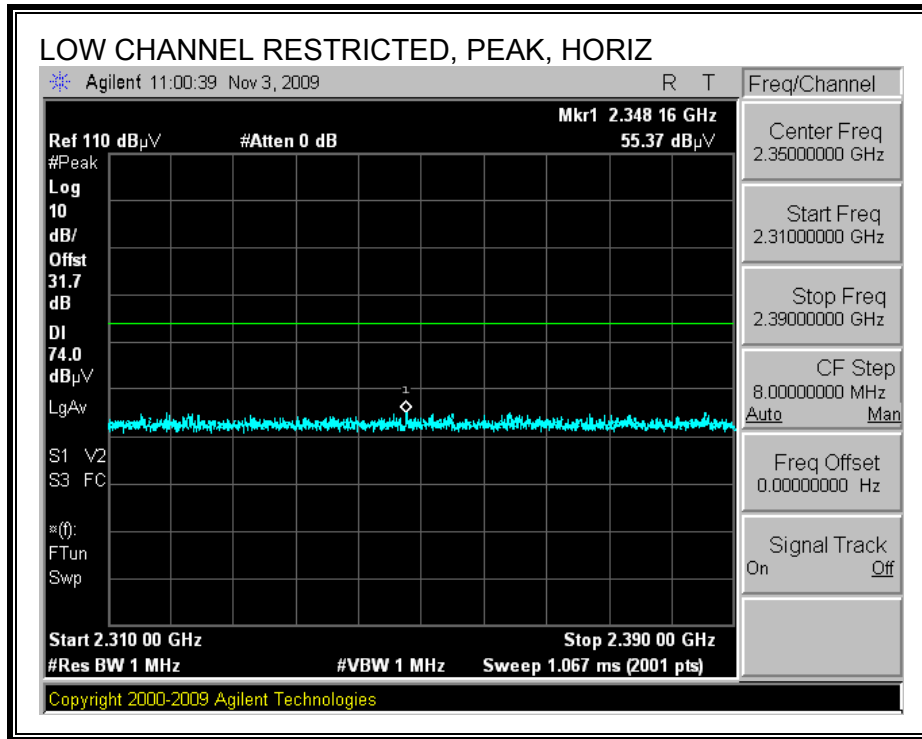 LOW CHANNEL RESTRICTED, PEAK, HORIZ
Agilent 11:00:39 Nov 3, 2009 R T
Freq/Channel
Mkr1 2.348 16 GHz
Ref 110 dBµV #Atten 0 dB 55.37 dBµV
#Peak
Log
10
dB/
Offst
31.7
dB
DI
74.0
dBµV
LgAv
1
S1 V2
S3 FC
¤(f):
FTun
Swp
Start 2.310 00 GHz Stop 2.390 00 GHz
#Res BW 1 MHz #VBW 1 MHz Sweep 1.067 ms (2001 pts)
Center Freq
2.35000000 GHz
Start Freq
2.31000000 GHz
Stop Freq
2.39000000 GHz
CF Step
8.00000000 MHz
Auto Man
Freq Offset
0.00000000 Hz
Signal Track
On Off
Copyright 2000-2009 Agilent Technologies